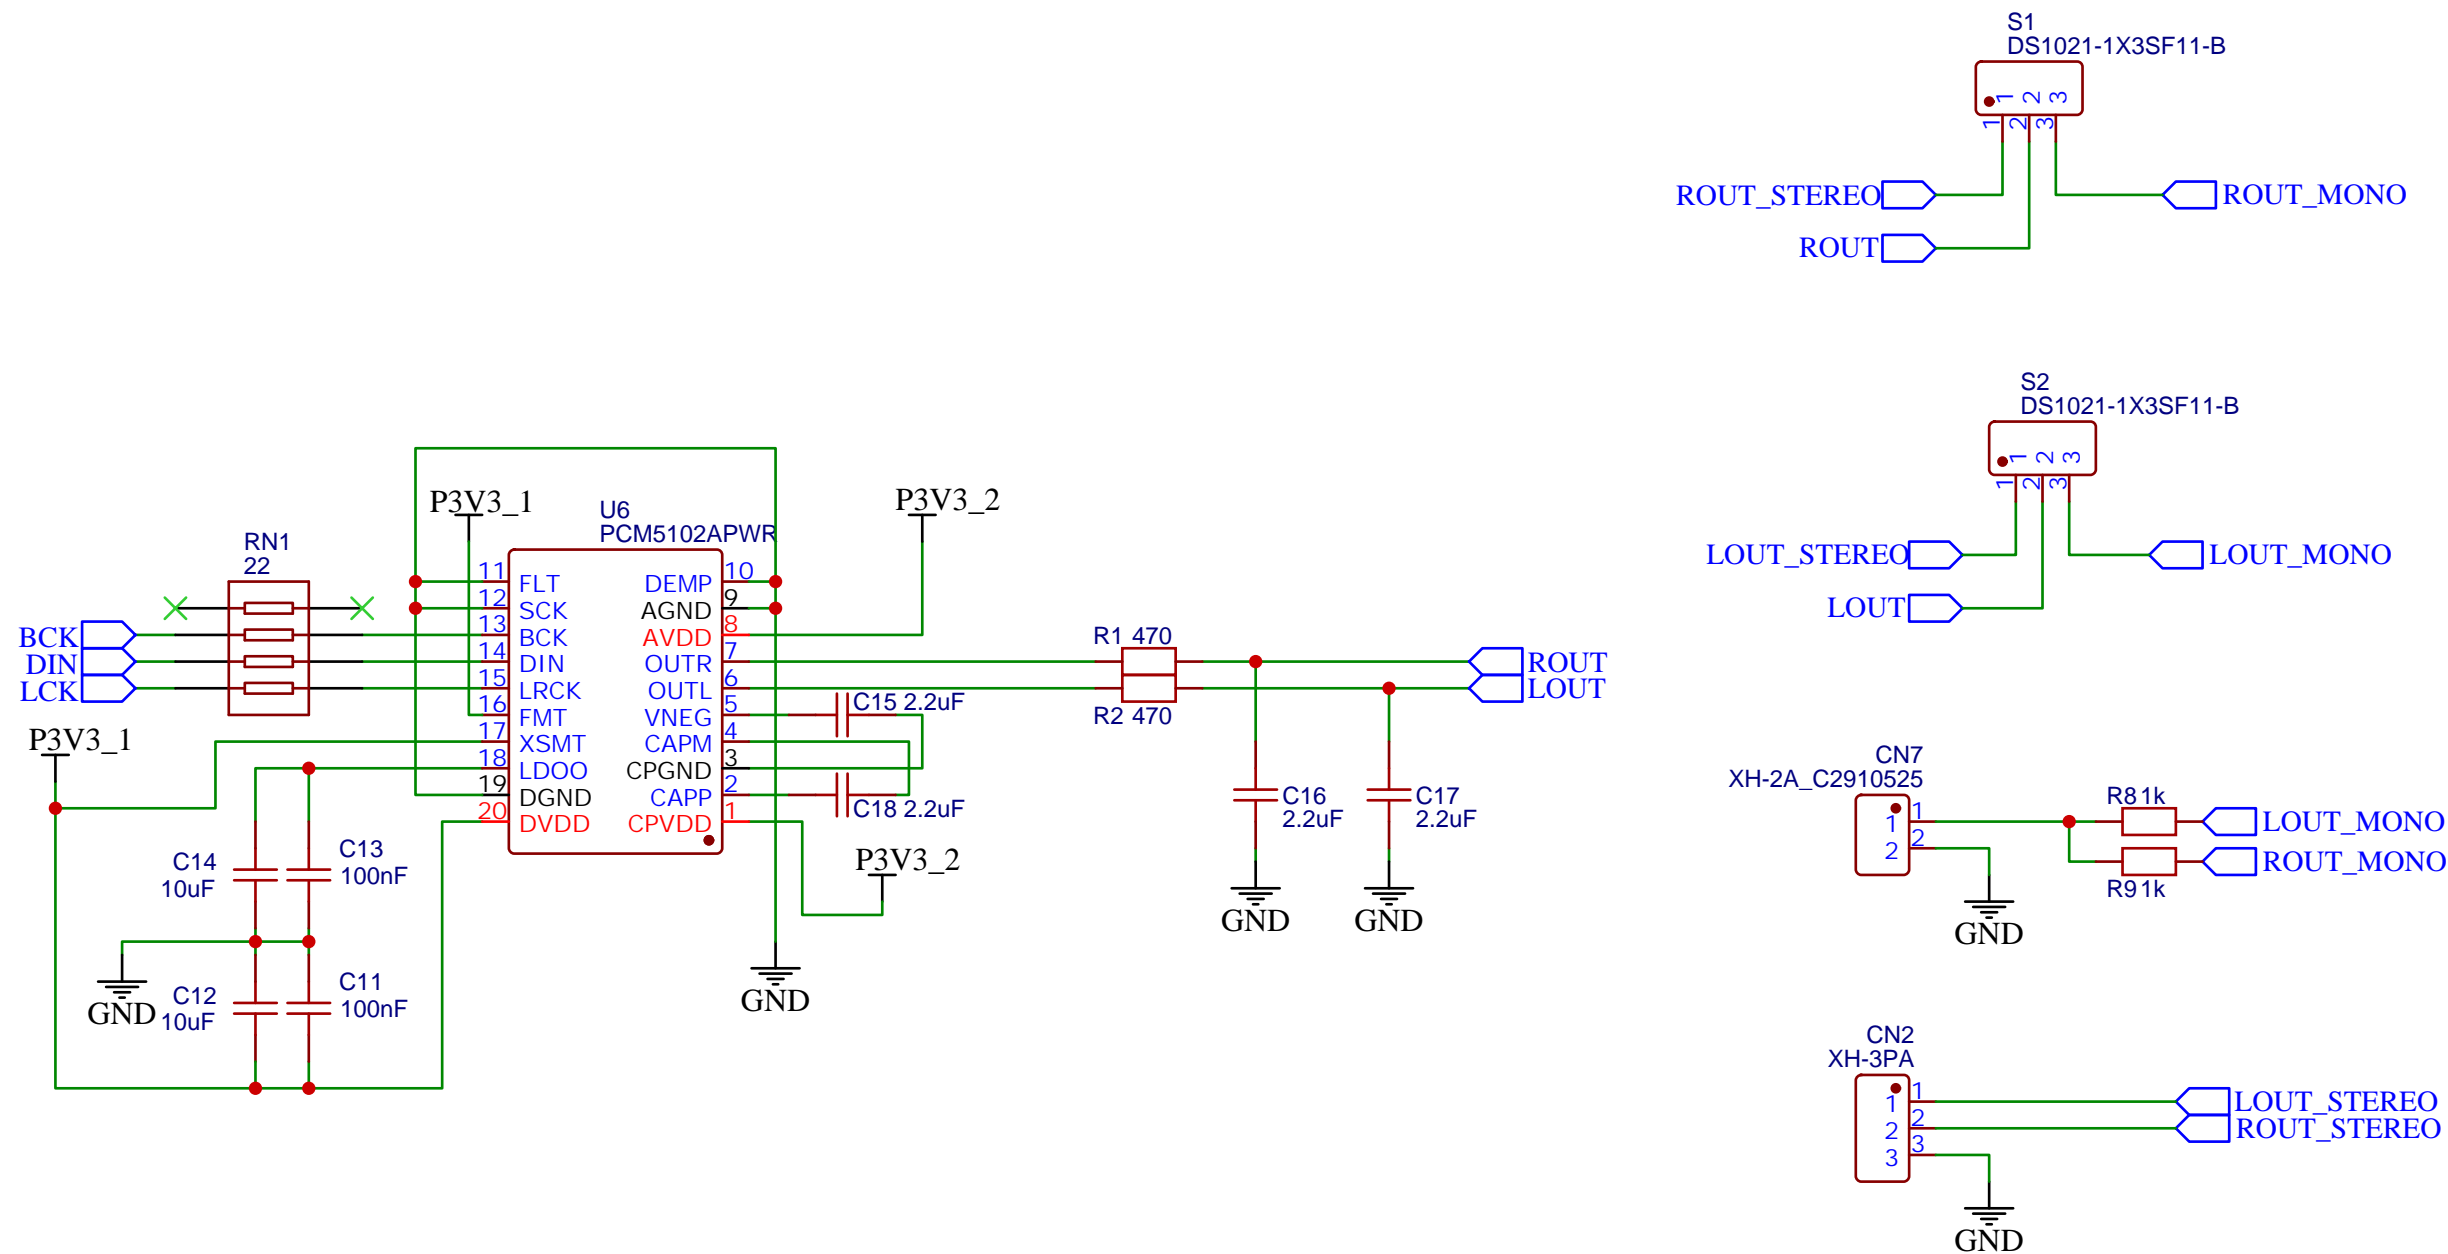 S1
DS1021-1X3SF11-B
1 2 3
1 2 3
ROUT_STEREO
ROUT_MONO
ROUT
S2
DS1021-1X3SF11-B
1 2 3
1 2 3
LOUT_STEREO
LOUT_MONO
LOUT
P3V3_1
P3V3_2
U6
PCM5102APWR
RN1
22
11 FLT DEMP 10
12 SCK AGND 9
13 BCK AVDD 8
14 DIN OUTR 7
15 LRCK OUTL 6
16 FMT VNEG 5
17 XSMT CAPM 4
18 LDOO CPGND 3
19 DGND CAPP 2
20 DVDD CPVDD 1
BCK
DIN
LCK
P3V3_1
R1 470
R2 470
ROUT
LOUT
C15 2.2uF
C18 2.2uF
P3V3_2
C16
2.2uF
C17
2.2uF
GND
GND
C14
10uF
C13
100nF
GND
C12
10uF
C11
100nF
GND
CN7
XH-2A_C2910525
1 1
2 2
R8 1k
R9 1k
LOUT_MONO
ROUT_MONO
GND
CN2
XH-3PA
1 1
2 2
3 3
LOUT_STEREO
ROUT_STEREO
GND